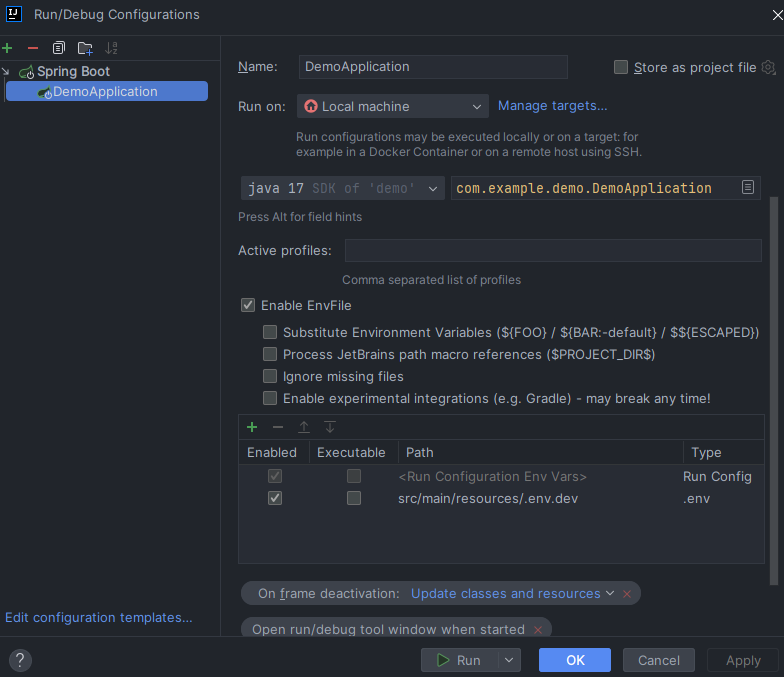 Run/Debug Configurations
Spring Boot
DemoApplication
Edit configuration templates...
Name: DemoApplication
Store as project file
Run on: Local machine Manage targets...
Run configurations may be executed locally or on a target: for
example in a Docker Container or on a remote host using SSH.
java 17 SDK of 'demo' com.example.demo.DemoApplication
Press Alt for field hints
Active profiles:
Comma separated list of profiles
Enable EnvFile
Substitute Environment Variables (${FOO} / ${BAR:-default} / $${ESCAPED})
Process JetBrains path macro references ($PROJECT_DIR$)
Ignore missing files
Enable experimental integrations (e.g. Gradle) - may break any time!
Enabled Executable Path Type
<Run Configuration Env Vars> Run Config
src/main/resources/.env.dev .env
On frame deactivation: Update classes and resources
Open run/debug tool window when started
? Run OK Cancel Apply